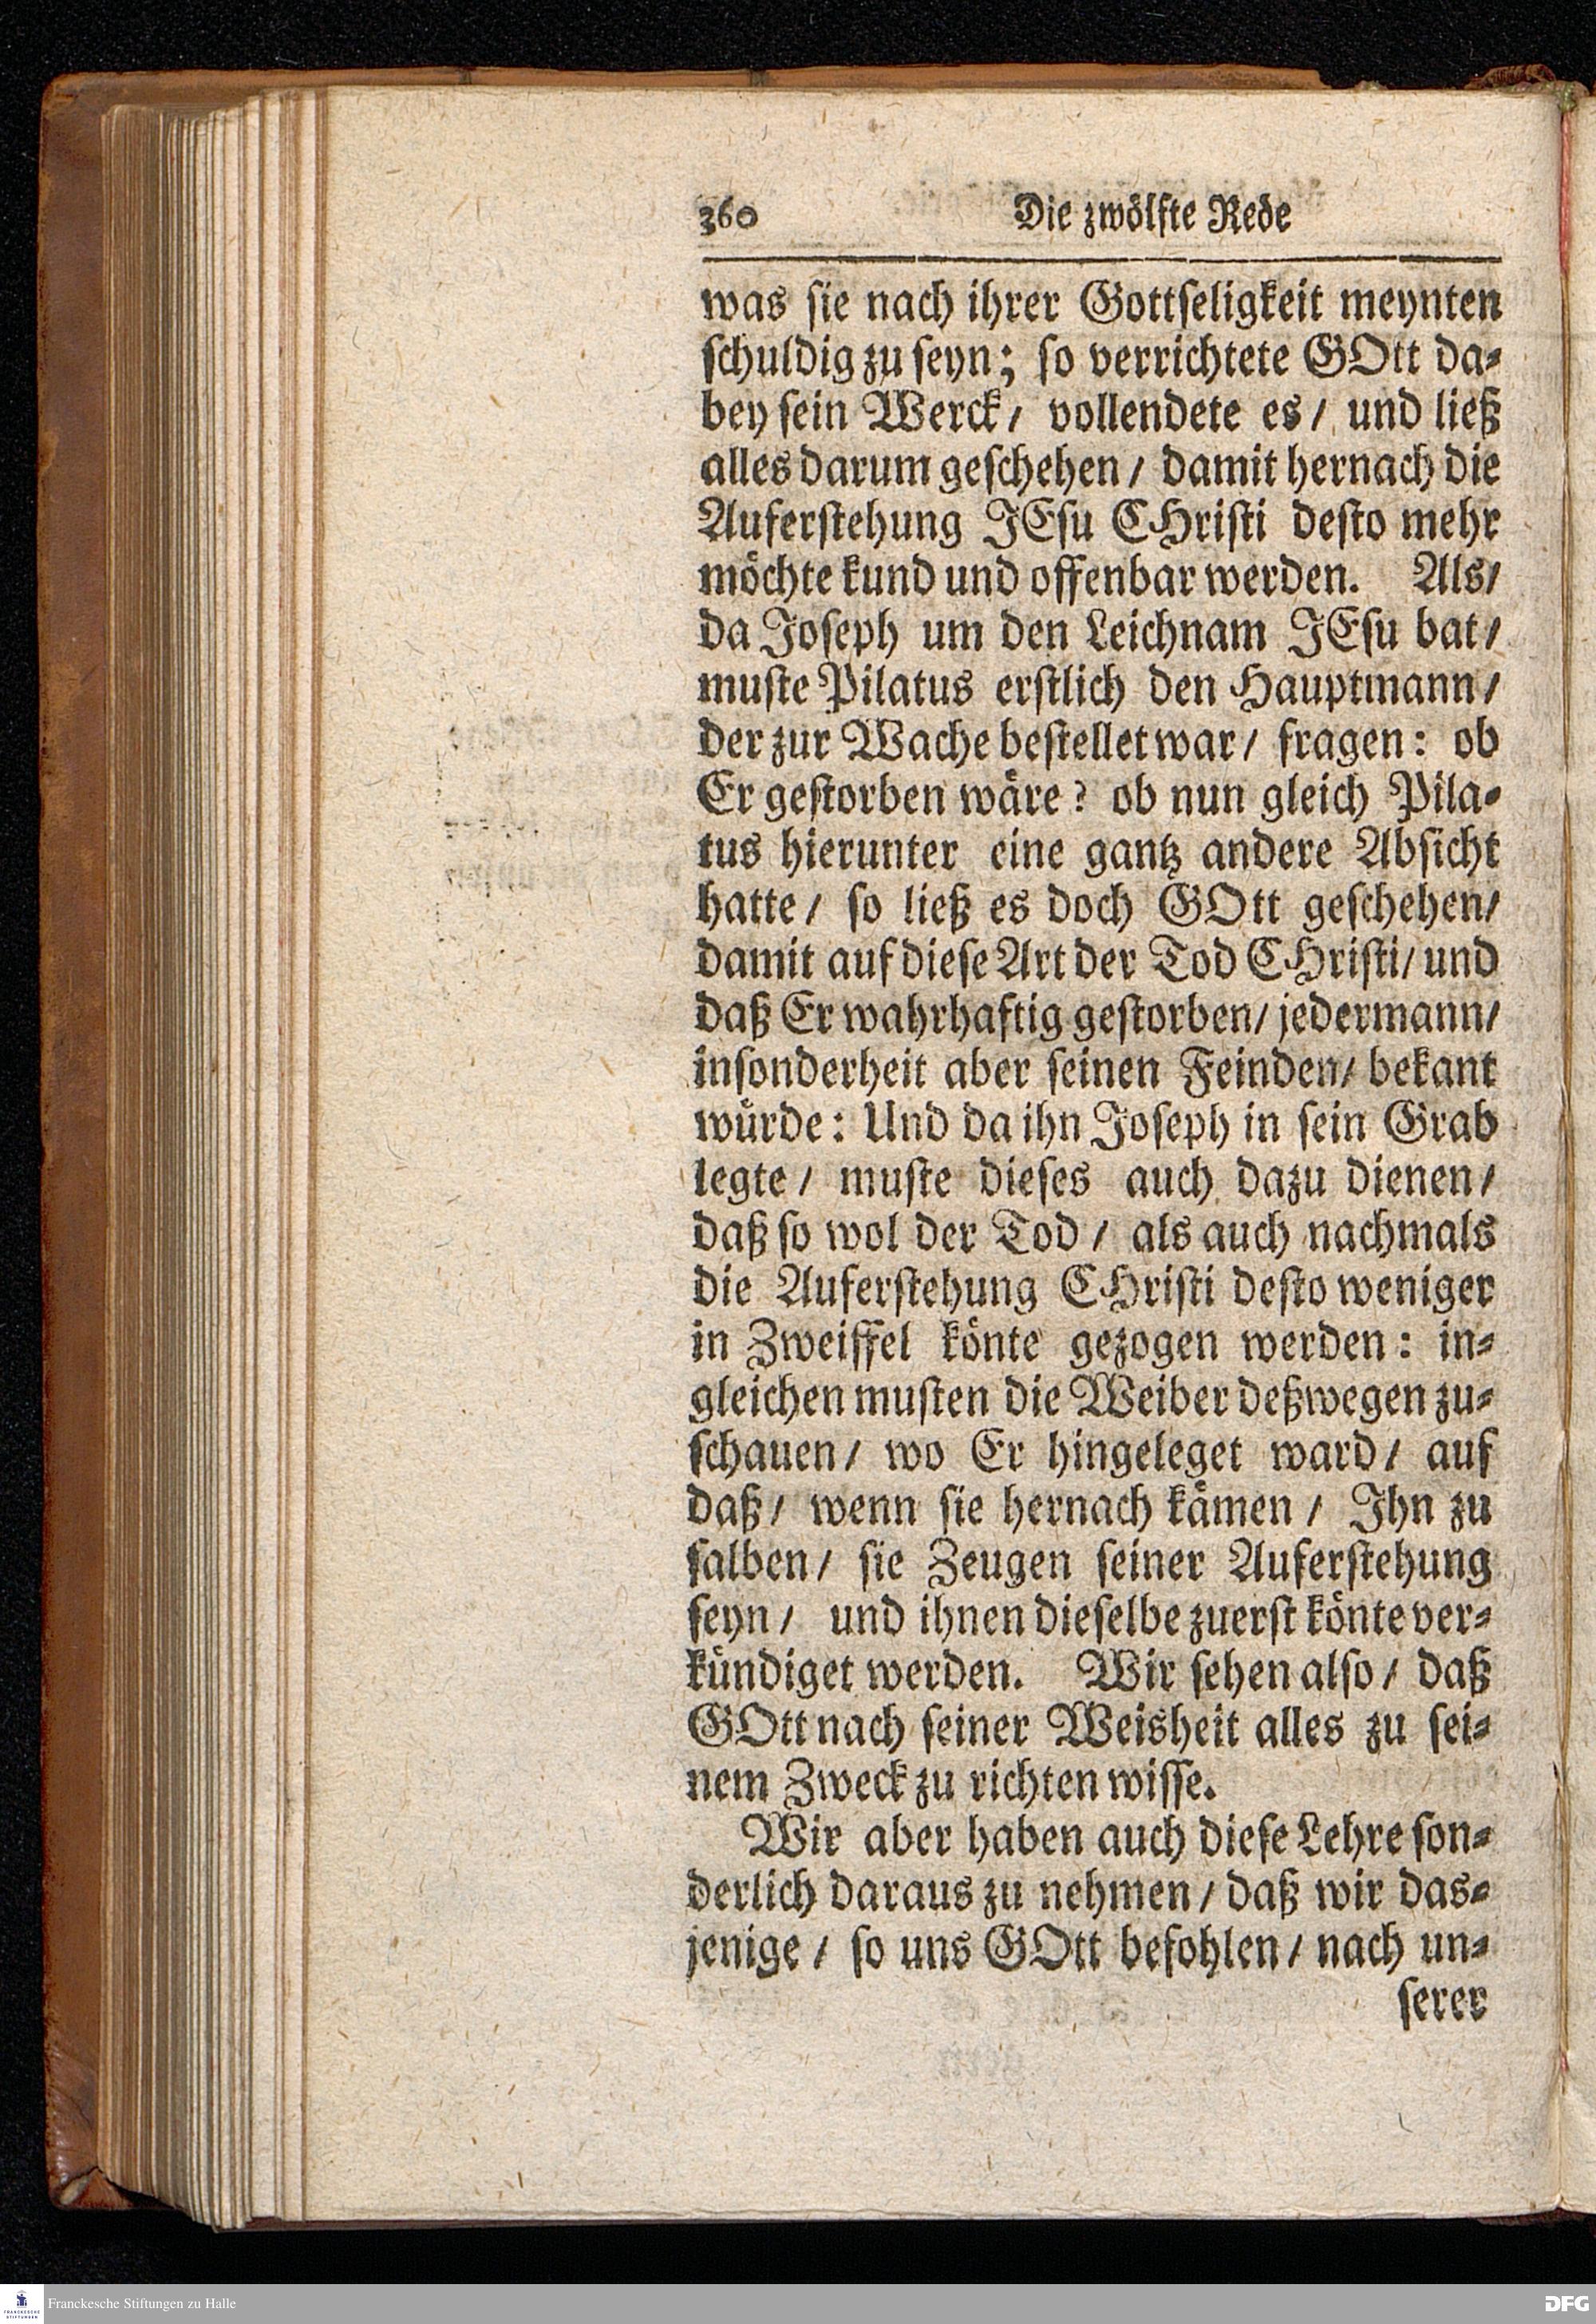 360 Die zwölfte Rede
was ſie nach ihrer Gottſeligkeit meynten
ſchuldig zu ſeyn; ſo verrichtete GOtt da⸗
bey ſein Werck/ vollendete es/ und ließ
alles darum geſchehen/ damit hernach die
Auferſtehung JEſu CHriſti deſto mehr
möchte kund und offenbar werden. Als/
da Joſeph um den Leichnam JEſu bat/
muſte Pilatus erſtlich den Hauptmann/
der zur Wache beſtellet war/ fragen: ob
Er geſtorben wäre? ob nun gleich Pila⸗
tus hierunter eine gantz andere Abſicht
hatte/ ſo ließ es doch GOtt geſchehen/
damit auf dieſe Art der Tod CHriſti/ und
daß Er wahrhaftig geſtorben/ jedermann/
inſonderheit aber ſeinen Feinden/ bekant
würde: Und da ihn Joſeph in ſein Grab
legte/ muſte dieſes auch dazu dienen/
daß ſo wol der Tod/ als auch nachmals
die Auferſtehung CHriſti deſto weniger
in Zweiffel könte gezogen werden: in⸗
gleichen muſten die Weiber deßwegen zu⸗
ſchauen/ wo Er hingeleget ward/ auf
daß/ wenn ſie hernach kämen/ Ihn zu
ſalben/ ſie Zeugen ſeiner Auferſtehung
ſeyn/ und ihnen dieſelbe zuerſt könte ver⸗
kündiget werden. Wir ſehen alſo/ daß
GOtt nach ſeiner Weisheit alles zu ſei⸗
nem Zweck zu richten wiſſe.
Wir aber haben auch dieſe Lehre ſon⸗
derlich daraus zu nehmen/ daß wir das⸗
jenige/ ſo uns GOtt befohlen/ nach un⸗
ſerer
FRANCKESCHE STIFTUNGEN
Franckesche Stiftungen zu Halle
DFG